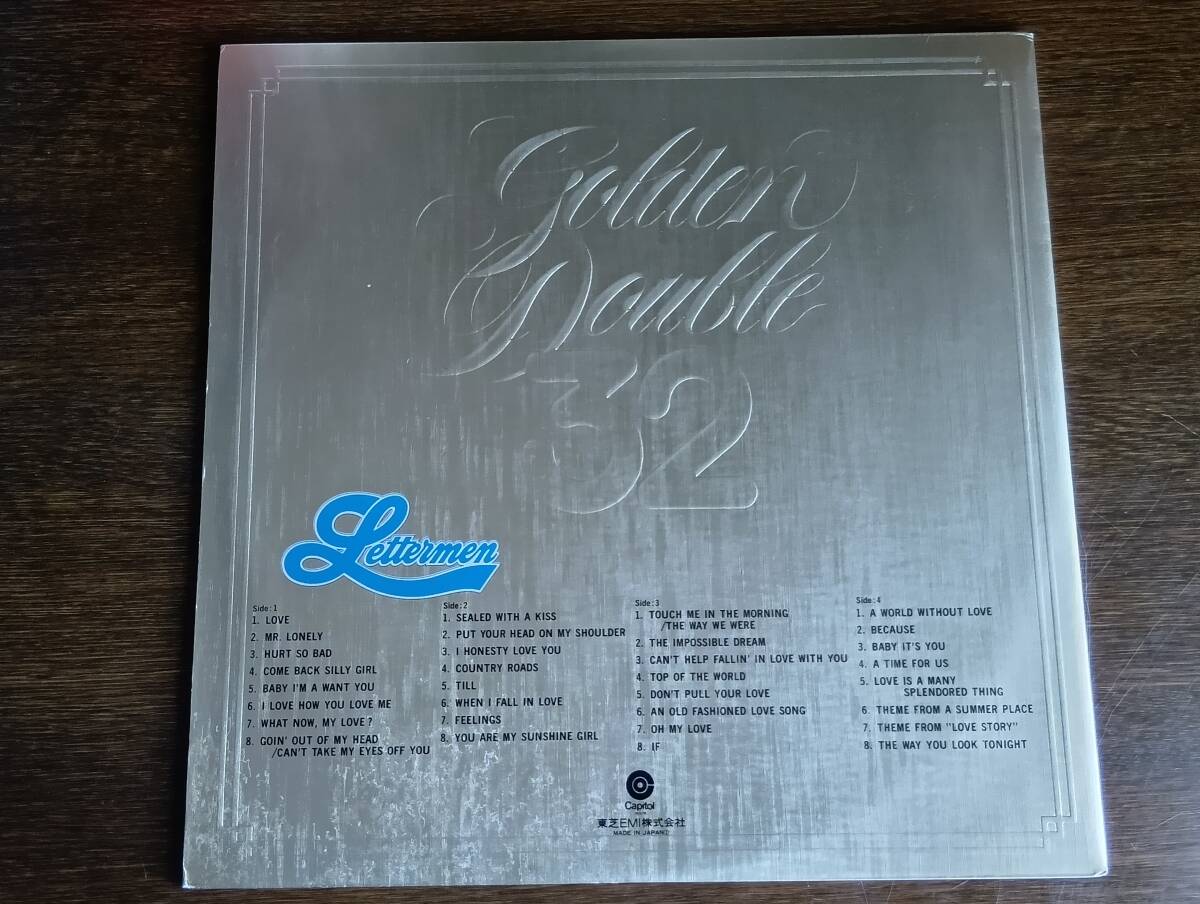 Golden
Double
32
Lettermen
Side:1
1. LOVE
2. MR. LONELY
3. HURT SO BAD
4. COME BACK SILLY GIRL
5. BABY I'M A WANT YOU
6. I LOVE HOW YOU LOVE ME
7. WHAT NOW, MY LOVE?
8. GOIN' OUT OF MY HEAD
/CAN'T TAKE MY EYES OFF YOU
Side:2
1. SEALED WITH A KISS
2. PUT YOUR HEAD ON MY SHOULDER
3. I HONESTY LOVE YOU
4. COUNTRY ROADS
5. TILL
6. WHEN I FALL IN LOVE
7. FEELINGS
8. YOU ARE MY SUNSHINE GIRL
Side:3
1. TOUCH ME IN THE MORNING
/THE WAY WE WERE
2. THE IMPOSSIBLE DREAM
3. CAN'T HELP FALLIN' IN LOVE WITH YOU
4. TOP OF THE WORLD
5. DON'T PULL YOUR LOVE
6. AN OLD FASHIONED LOVE SONG
7. OH MY LOVE
8. IF
Side:4
1. A WORLD WITHOUT LOVE
2. BECAUSE
3. BABY IT'S YOU
4. A TIME FOR US
5. LOVE IS A MANY
SPLENDORED THING
6. THEME FROM A SUMMER PLACE
7. THEME FROM "LOVE STORY"
8. THE WAY YOU LOOK TONIGHT
Capitol
東芝EMI株式会社
MADE IN JAPAN